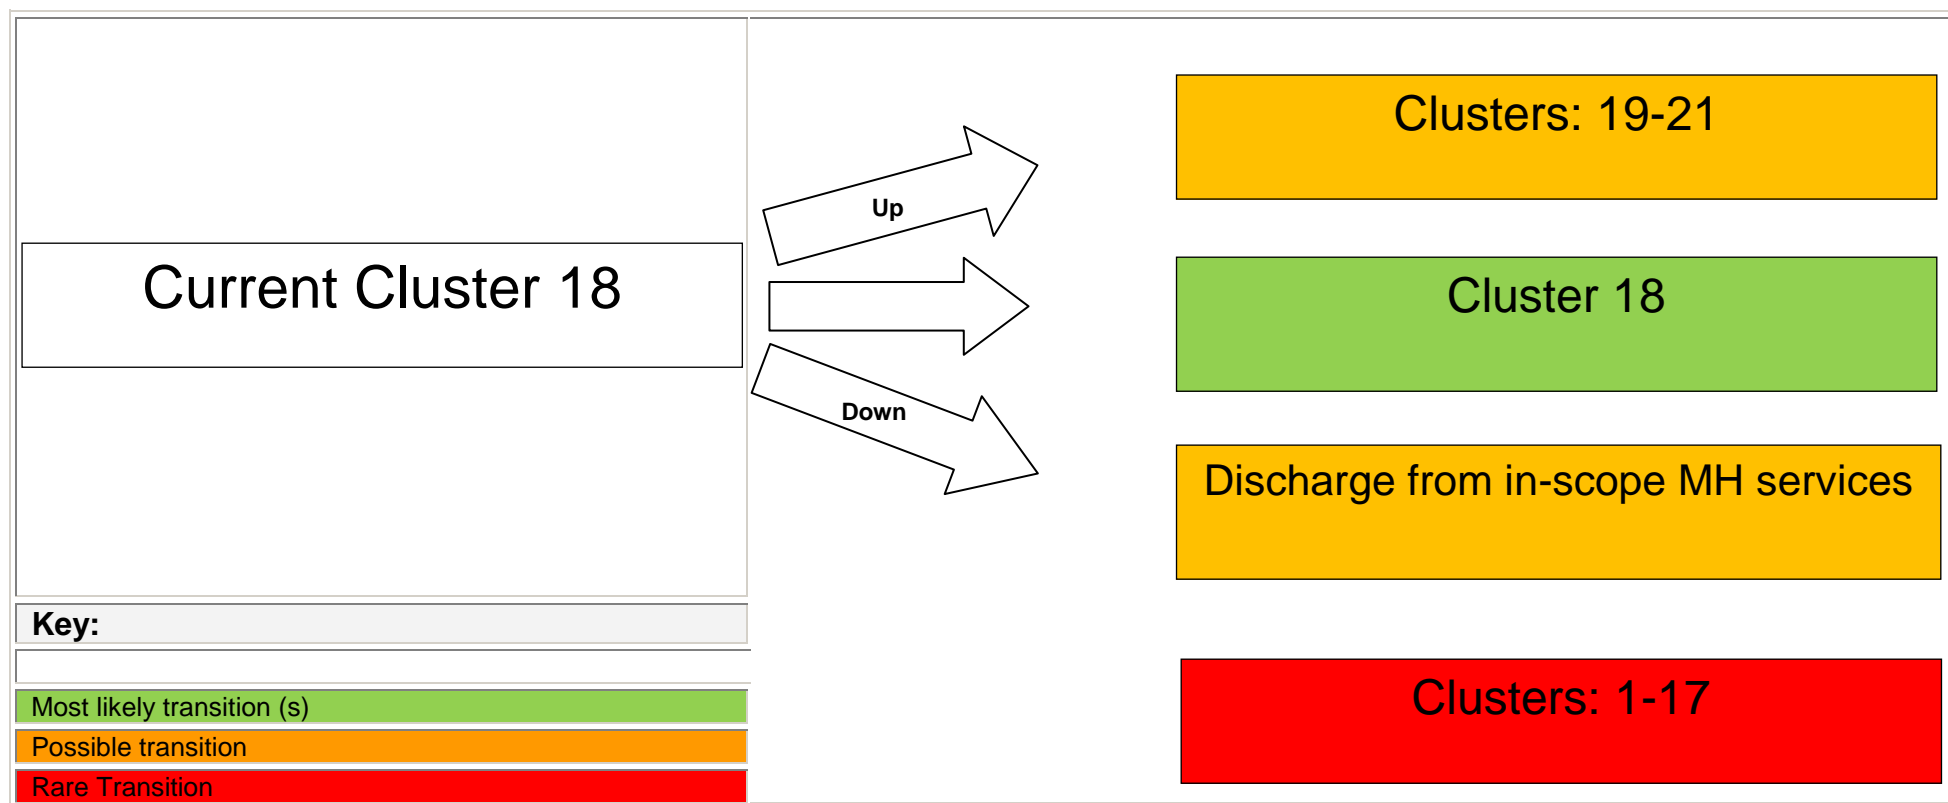 Current Cluster 18
Up
Down
Clusters: 19-21
Cluster 18
Discharge from in-scope MH services
Clusters: 1-17
Key:
Most likely transition (s)
Possible transition
Rare Transition